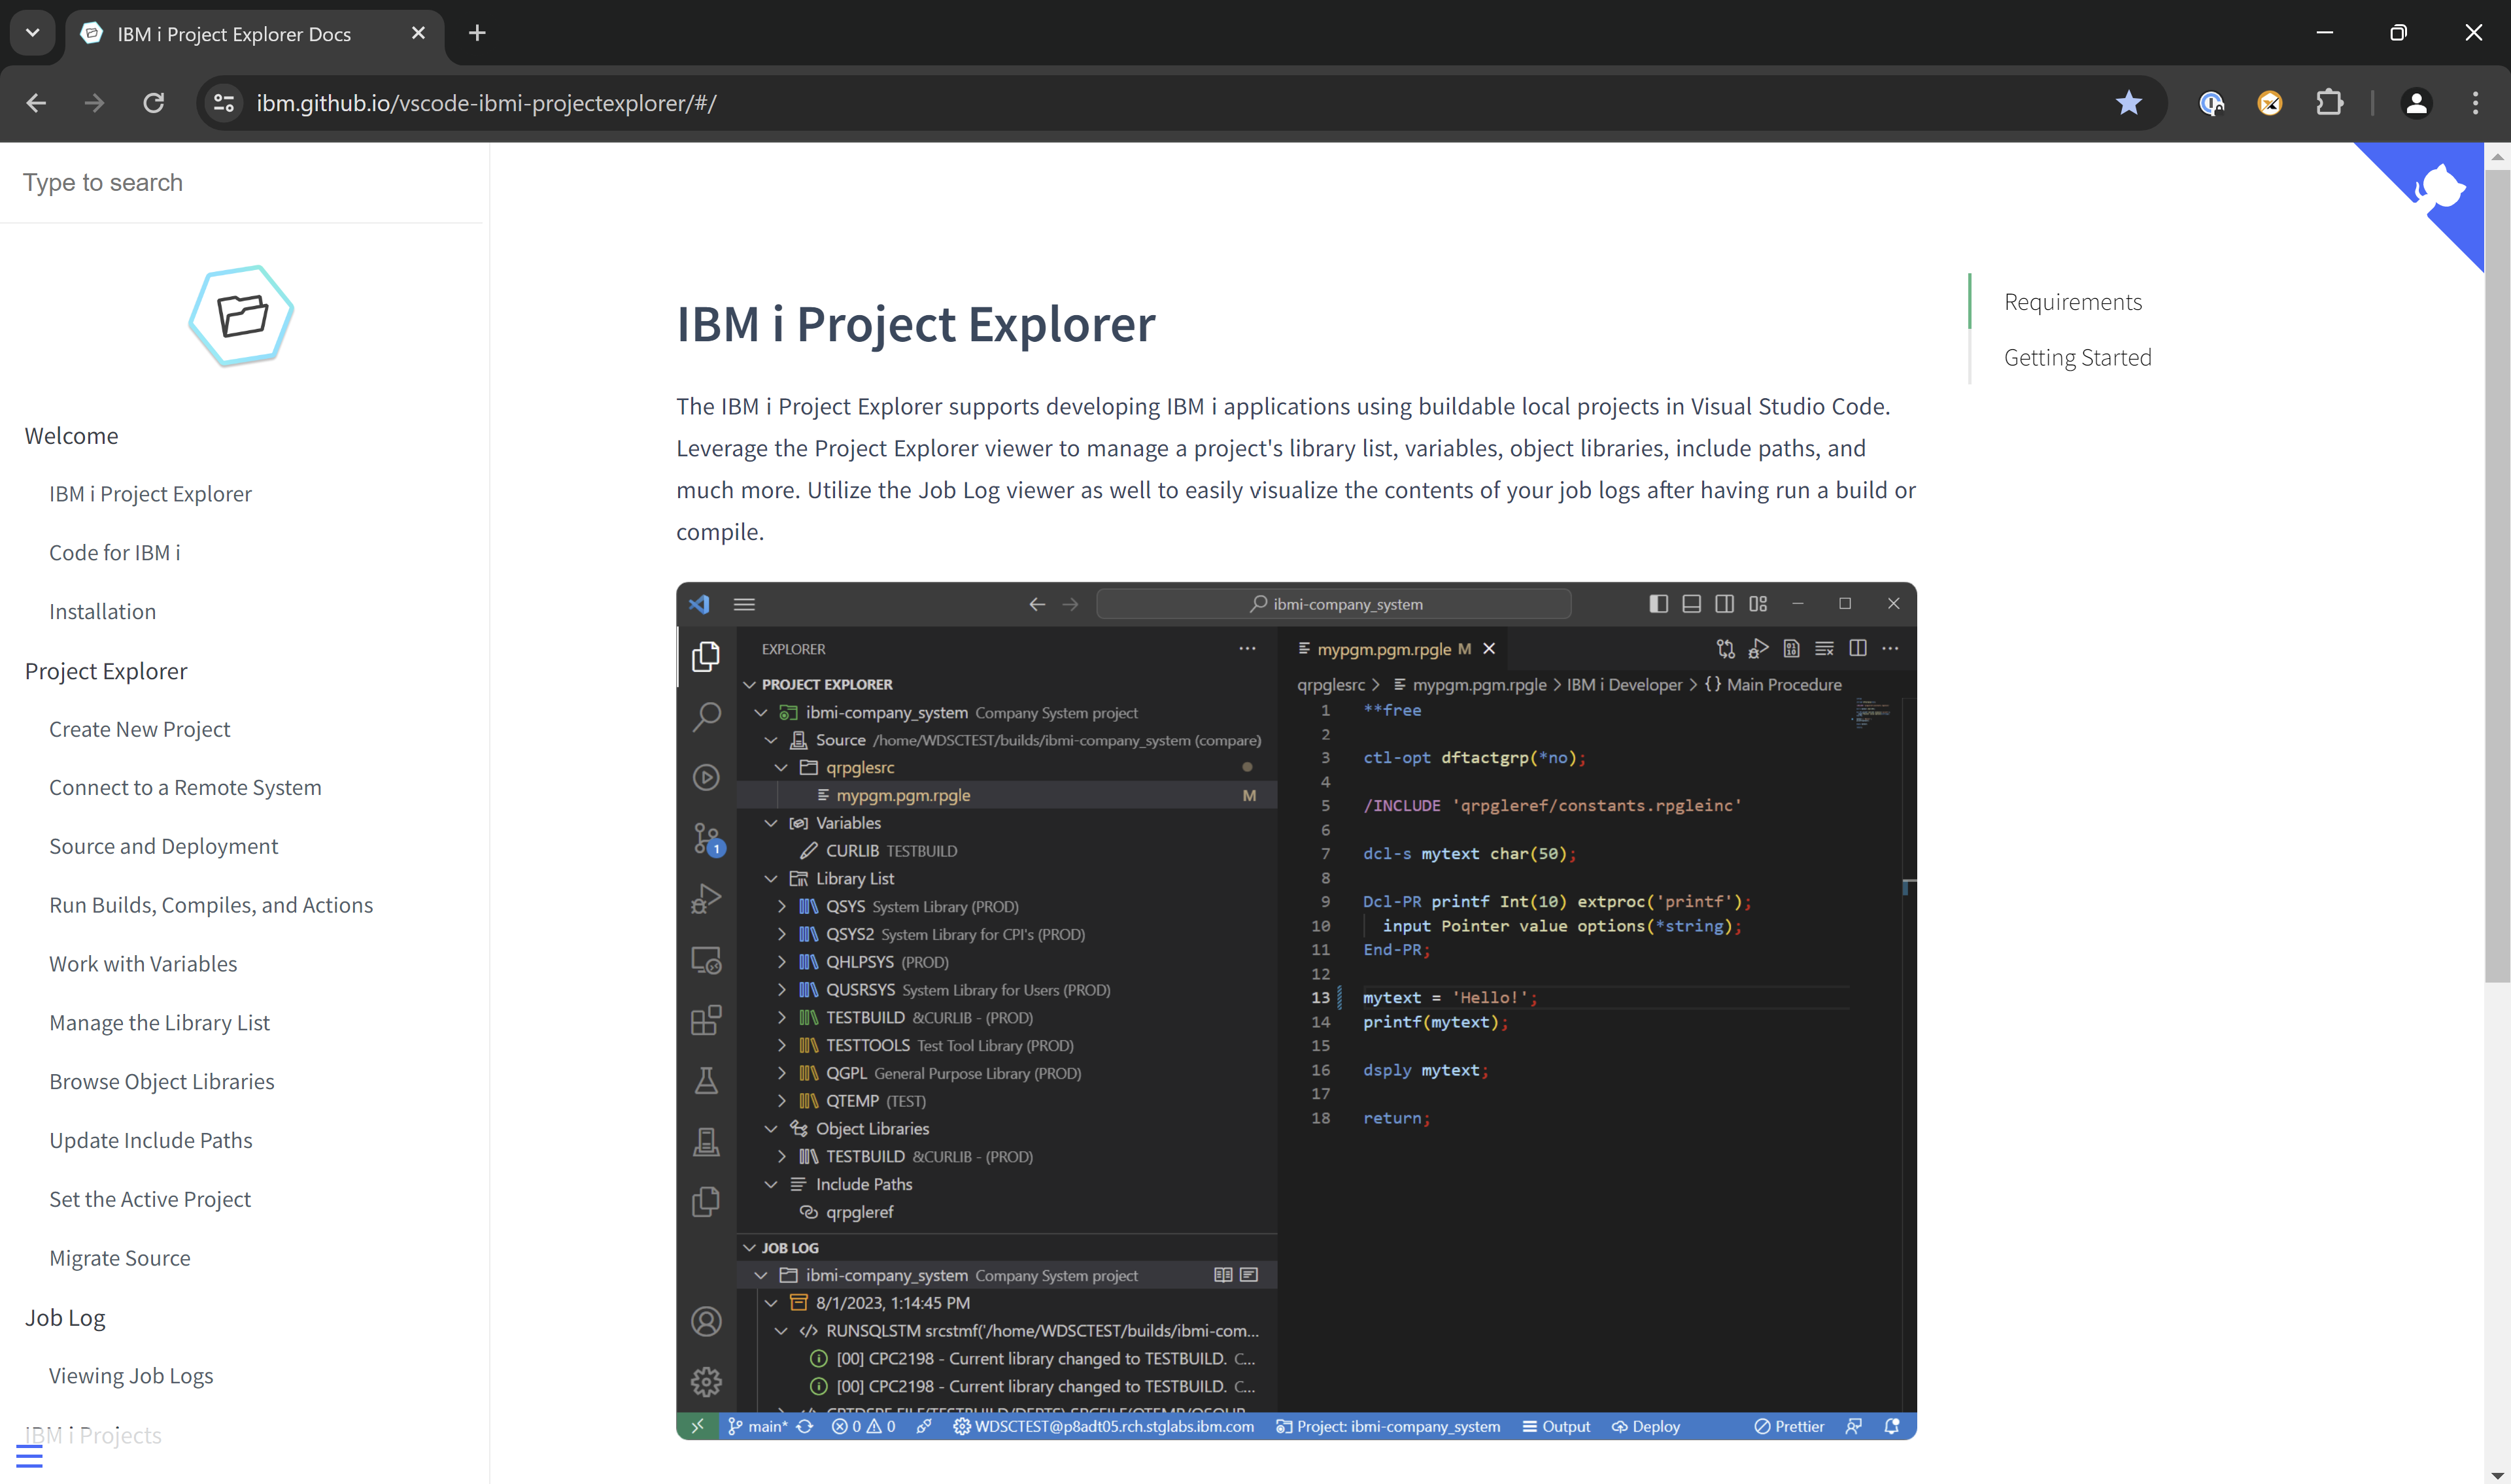 IBM i Project Explorer Docs
ibm.github.io/vscode-ibmi-projectexplorer/#/
Type to search
Welcome
IBM i Project Explorer
Code for IBM i
Installation
Project Explorer
Create New Project
Connect to a Remote System
Source and Deployment
Run Builds, Compiles, and Actions
Work with Variables
Manage the Library List
Browse Object Libraries
Update Include Paths
Set the Active Project
Migrate Source
Job Log
Viewing Job Logs
IBM i Projects
IBM i Project Explorer
The IBM i Project Explorer supports developing IBM i applications using buildable local projects in Visual Studio Code.
Leverage the Project Explorer viewer to manage a project's library list, variables, object libraries, include paths, and
much more. Utilize the Job Log viewer as well to easily visualize the contents of your job logs after having run a build or
compile.
ibmi-company_system
EXPLORER
PROJECT EXPLORER
ibmi-company_system Company System project
Source /home/WDSCTEST/builds/ibmi-company_system (compare)
qrpglesrc
mypgm.pgm.rpgle M
Variables
CURLIB TESTBUILD
Library List
QSYS System Library (PROD)
QSYS2 System Library for CPI's (PROD)
QHLPSYS (PROD)
QUSRSYS System Library for Users (PROD)
TESTBUILD &CURLIB - (PROD)
TESTTOOLS Test Tool Library (PROD)
QGPL General Purpose Library (PROD)
QTEMP (TEST)
Object Libraries
TESTBUILD &CURLIB - (PROD)
Include Paths
qrpgleref
JOB LOG
ibmi-company_system Company System project
8/1/2023, 1:14:45 PM
RUNSQLSTM srcstmf('/home/WDSCTEST/builds/ibmi-com...
[00] CPC2198 - Current library changed to TESTBUILD. C...
[00] CPC2198 - Current library changed to TESTBUILD. C...
1
mypgm.pgm.rpgle M
qrpglesrc > mypgm.pgm.rpgle > IBM i Developer > {} Main Procedure
1 **free
2
3 ctl-opt dftactgrp(*no);
4
5 /INCLUDE 'qrpgleref/constants.rpgleinc'
6
7 dcl-s mytext char(50);
8
9 Dcl-PR printf Int(10) extproc('printf');
10 input Pointer value options(*string);
11 End-PR;
12
13 mytext = 'Hello!';
14 printf(mytext);
15
16 dsply mytext;
17
18 return;
main* 0 0 WDSCTEST@p8adt05.rch.stglabs.ibm.com Project: ibmi-company_system Output Deploy Prettier
Requirements
Getting Started